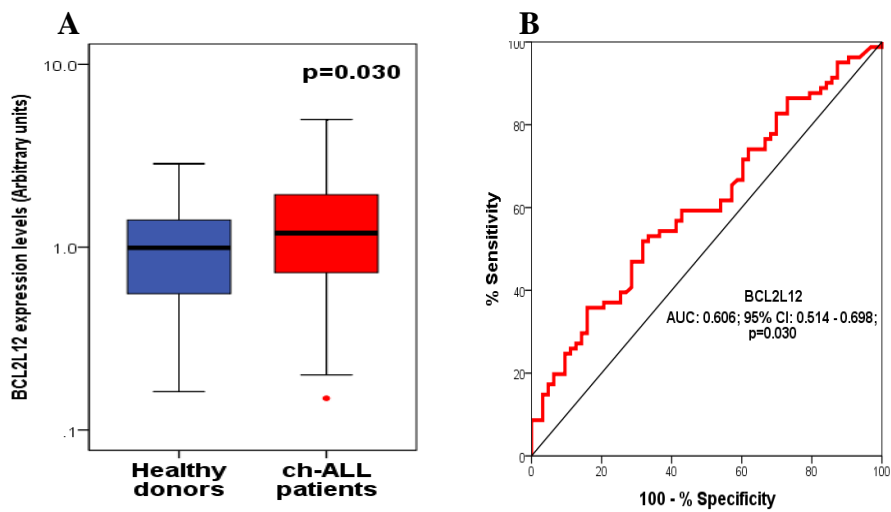 A
BCL2L12 expression levels (Arbitrary units)
10.0
1.0
.1
p=0.030
Healthy
donors
ch-ALL
patients
B
% Sensitivity
100
80
60
40
20
0
BCL2L12
AUC: 0.606; 95% CI: 0.514 - 0.698;
p=0.030
0 20 40 60 80 100
100 - % Specificity